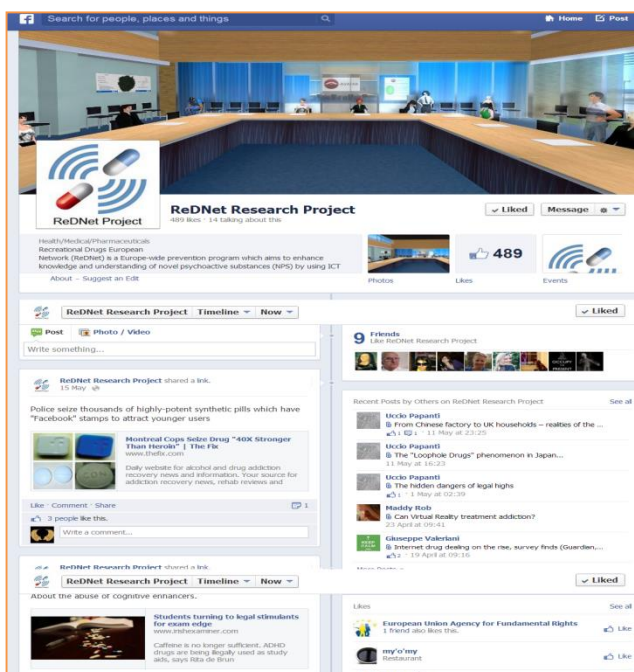 Search for people, places and things
Home
Post
ReDNet Project
ReDNet Research Project
489 likes · 14 talking about this
Liked
Message
Health/Medical/Pharmaceuticals
Recreational Drugs European
Network (ReDNet) is a Europe-wide prevention program which aims to enhance
knowledge and understanding of novel psychoactive substances (NPS) by using ICT
About – Suggest an Edit
489
Photos
Likes
Events
ReDNet Research Project
Timeline
Now
Liked
Post
Photo / Video
Write something...
ReDNet Research Project shared a link.
15 May
Police seize thousands of highly-potent synthetic pills which have
"Facebook" stamps to attract younger users
Montreal Cops Seize Drug "40X Stronger
Than Heroin" | The Fix
www.thefix.com
Daily website for alcohol and drug addiction
recovery news and information. Your source for
addiction recovery news, rehab reviews and
Like · Comment · Share
1
3 people like this.
Write a comment...
ReDNet Research Project shared a link.
9 Friends
Like ReDNet Research Project
Recent Posts by Others on ReDNet Research Project
See all
Uccio Papanti
From Chinese factory to UK households – realities of the ...
1 1 · 11 May at 23:25
Uccio Papanti
The "Loophole Drugs" phenomenon in Japan...
11 May at 16:23
Uccio Papanti
The hidden dangers of legal highs
1 · 1 May at 02:39
Maddy Rob
Can Virtual Reality treatment addiction?
23 April at 09:41
Giuseppe Valeriani
Internet drug dealing on the rise, survey finds (Guardian,...
2 · 19 April at 09:16
More Posts
ReDNet Research Project
Timeline
Now
Liked
About the abuse of cognitive enhancers.
Students turning to legal stimulants
for exam edge
www.irishexaminer.com
Caffeine is no longer sufficient. ADHD
drugs are being illegally used as study
aids, says Rita de Brun
Likes
See all
European Union Agency for Fundamental Rights
1 friend also likes this.
Like
my'o'my
Restaurant
Like